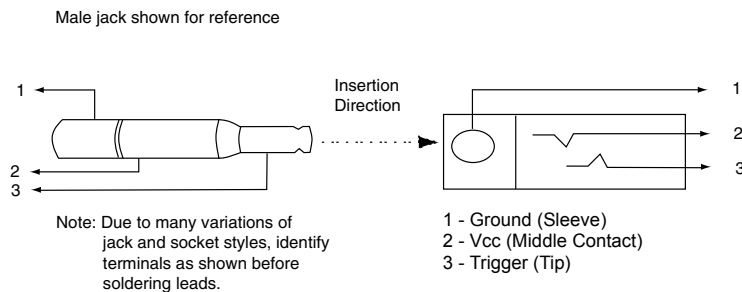 Male jack shown for reference
1
2
3
Insertion
Direction
1
2
3
Note: Due to many variations of
jack and socket styles, identify
terminals as shown before
soldering leads.
1 - Ground (Sleeve)
2 - Vcc (Middle Contact)
3 - Trigger (Tip)